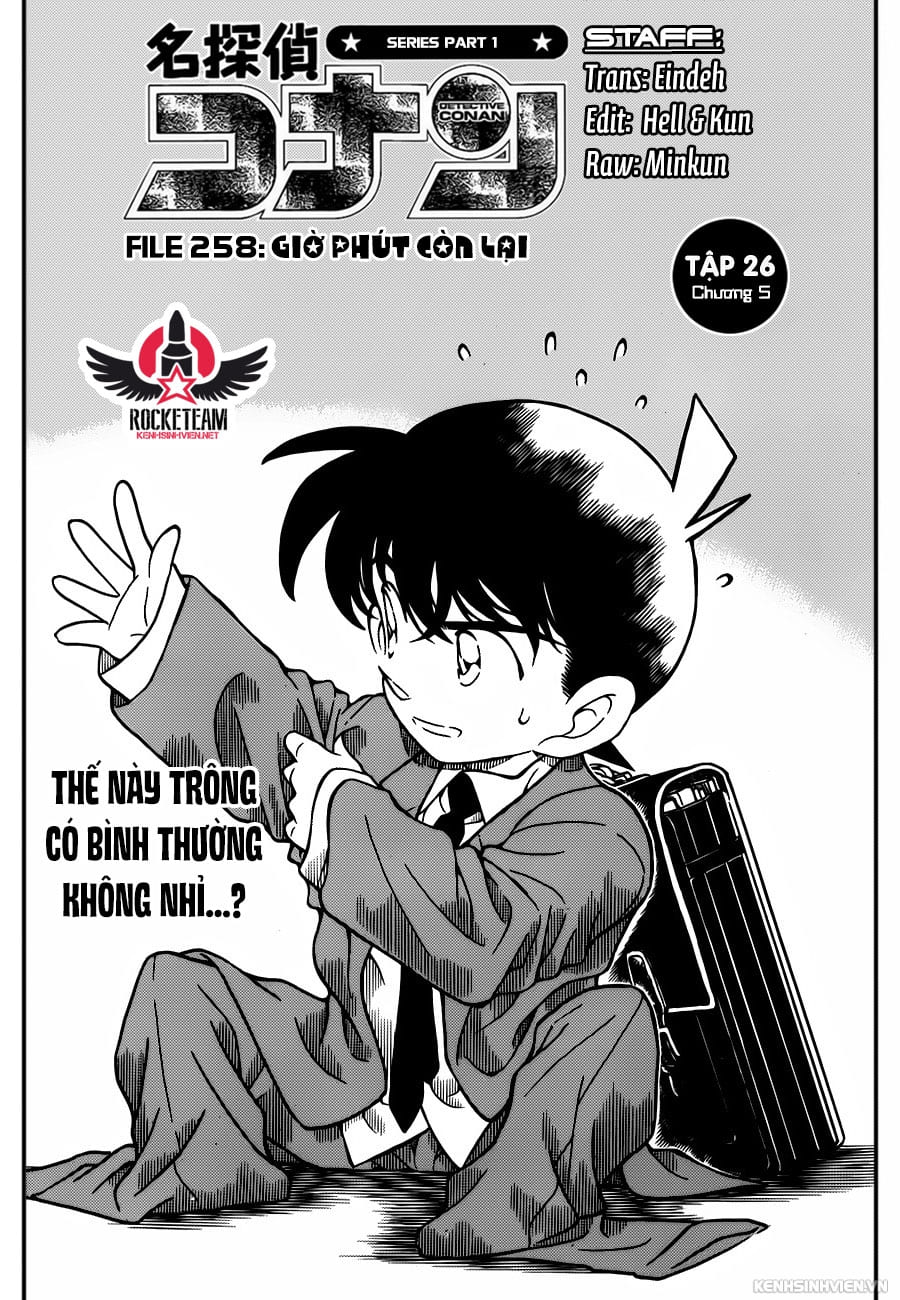 名探偵
SERIES PART 1
コナン
DETECTIVE
CONAN
STAFF:
Trans: Eindeh
Edit: Hell & Kun
Raw: Minkun
FILE 258: GIỜ PHÚT CÒN LẠI
TẬP 26
Chương 5
ROCKETEAM
KENHSINHVIEN.NET
THẾ NÀY TRÔNG
CÓ BÌNH THƯỜNG
KHÔNG NHỈ...?
KENHSINHVIEN.VN